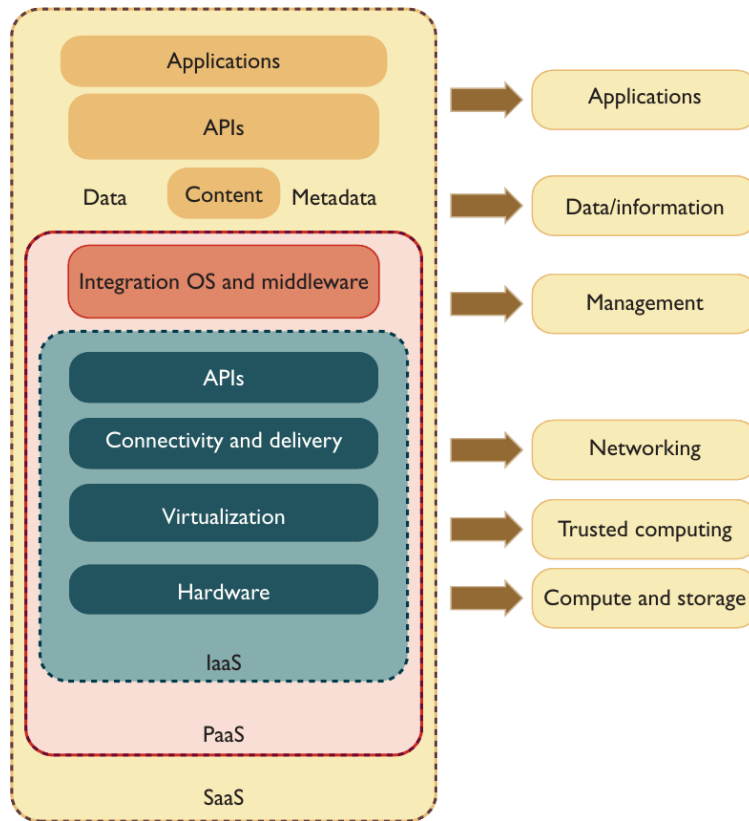 Applications
Applications
APIs
Data Content Metadata
Data/information
Integration OS and middleware
Management
APIs
Connectivity and delivery
Networking
Virtualization
Trusted computing
Hardware
Compute and storage
IaaS
PaaS
SaaS